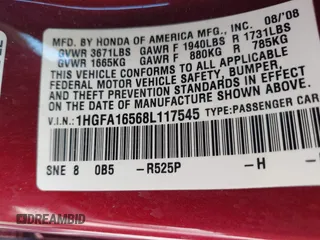 MFD. BY HONDA OF AMERICA MFG., INC. 08/'08
GVWR 3671LBS GAWR F 1940LBS R 1731LBS
GVWR 1665KG GAWR F 880KG R 785KG
THIS VEHICLE CONFORMS TO ALL APPLICABLE
FEDERAL MOTOR VEHICLE SAFETY, BUMPER, AND
THEFT PREVENTION STANDARDS IN EFFECT ON THE
DATE OF MANUFACTURE SHOWN ABOVE.
V.I.N.: 1HGFA16568L117545 TYPE: PASSENGER CAR
SNE 8 0B5 -R525P -H
DREAMBID